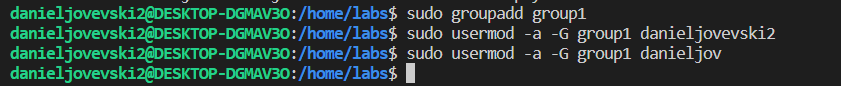 danieljovevski2@DESKTOP-DGMAV3O:/home/labs$ sudo groupadd group1
danieljovevski2@DESKTOP-DGMAV3O:/home/labs$ sudo usermod -a -G group1 danieljovevski2
danieljovevski2@DESKTOP-DGMAV3O:/home/labs$ sudo usermod -a -G group1 danieljov
danieljovevski2@DESKTOP-DGMAV3O:/home/labs$